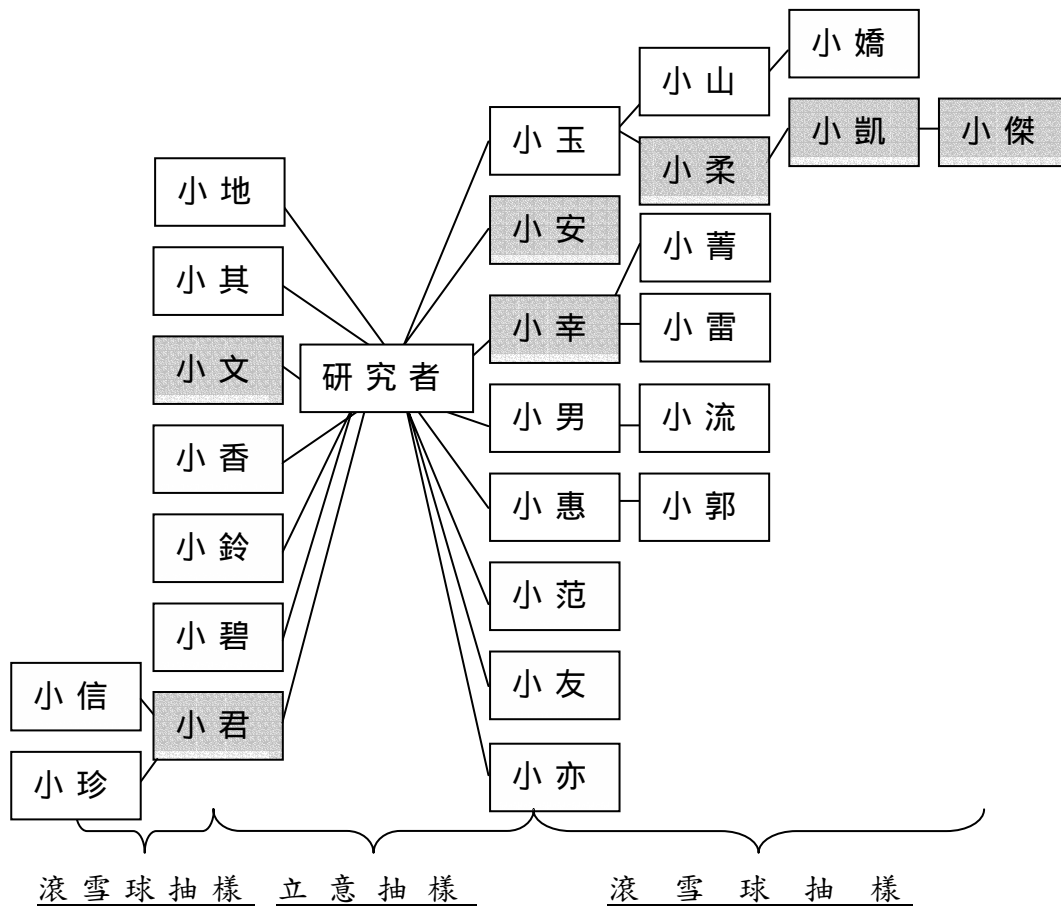 小嬌
小山
小凱
小傑
小玉
小柔
小地
小安
小菁
小其
小幸
小雷
小文
研究者
小男
小流
小香
小惠
小郭
小鈴
小范
小碧
小友
小信
小君
小珍
小亦
滾雪球抽樣
立意抽樣
滾雪球抽樣